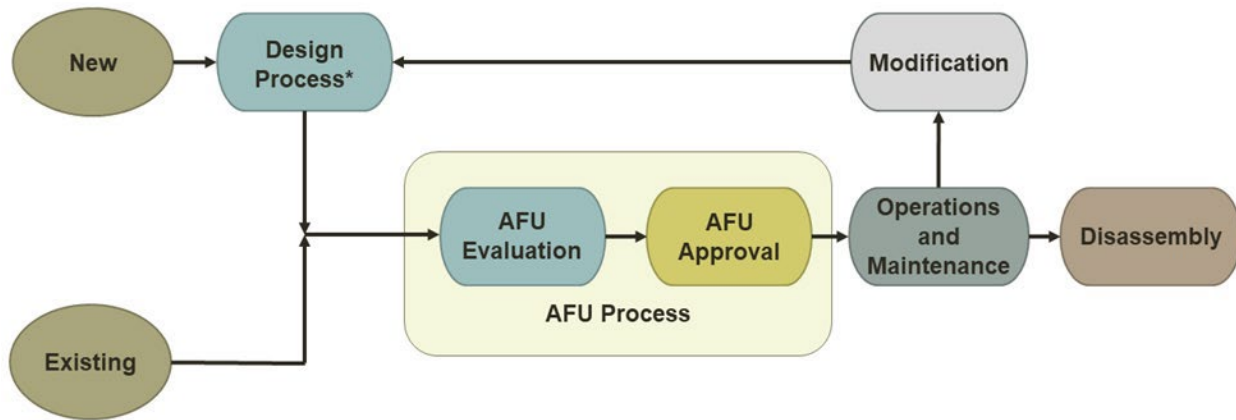 New
Design
Process*
Modification
AFU
Evaluation
AFU
Approval
Operations
and
Maintenance
Disassembly
AFU Process
Existing